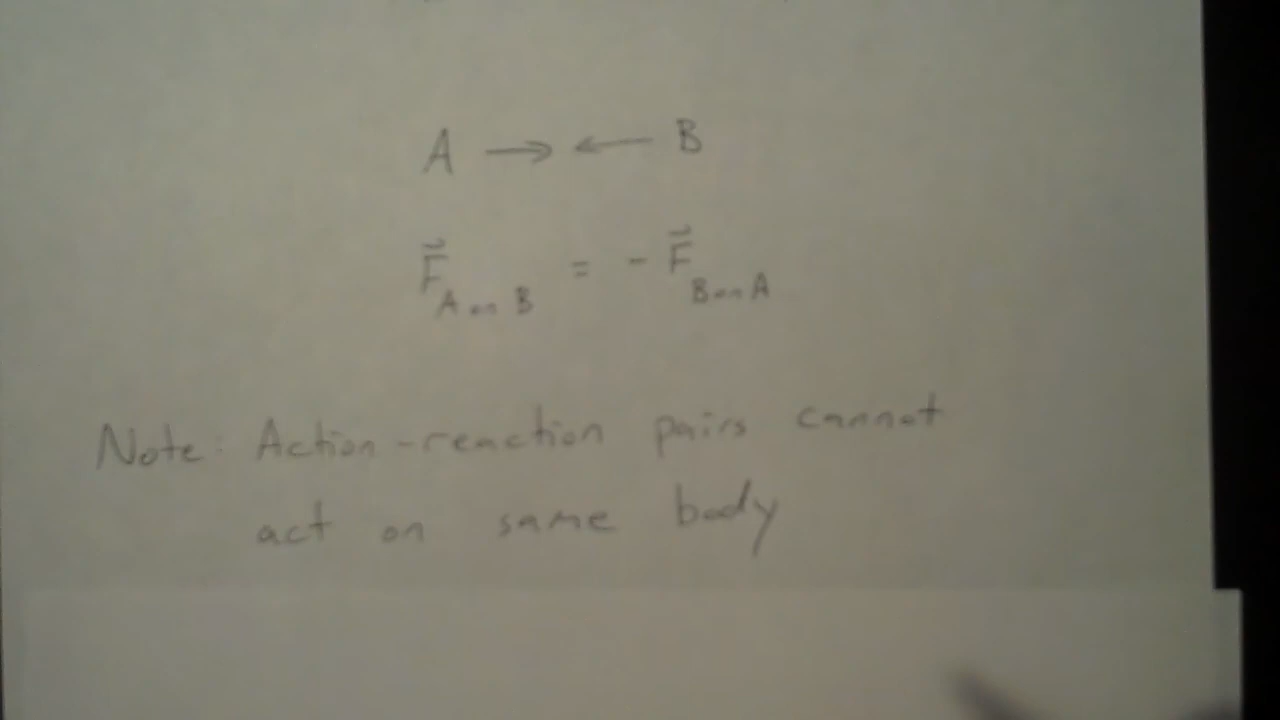 A → ← B
F⃗ A on B = - F⃗ B on A
Note: Action-reaction pairs cannot
act on same body